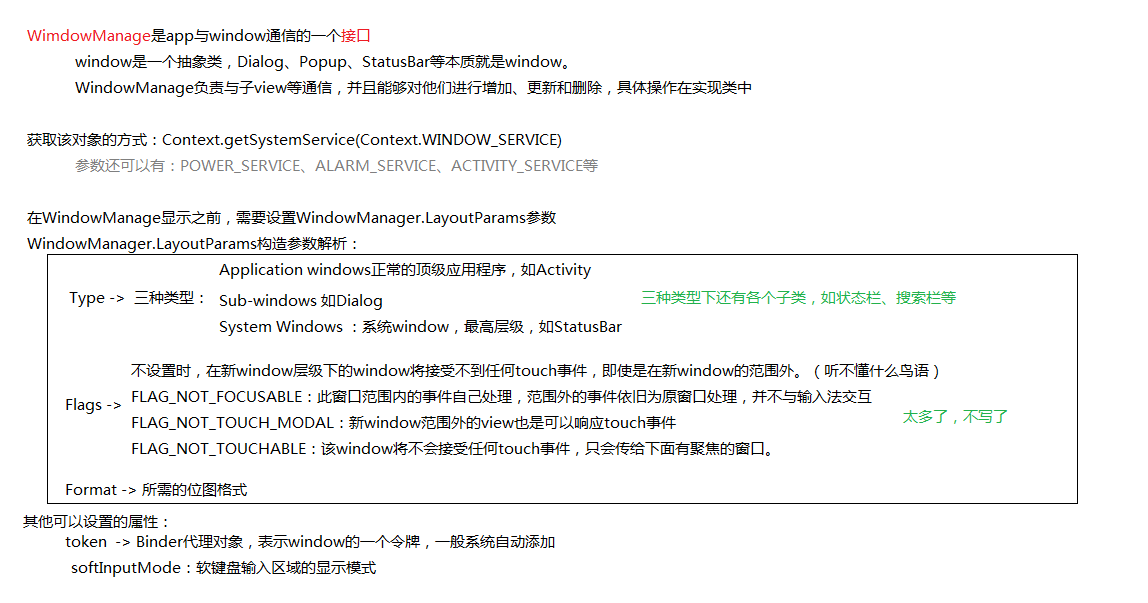 WimdowManage是app与window通信的一个接口
window是一个抽象类，Dialog、Popup、StatusBar等本质就是window。
WindowManage负责与子view等通信，并且能够对他们进行增加、更新和删除，具体操作在实现类中
获取该对象的方式：Context.getSystemService(Context.WINDOW_SERVICE)
参数还可以有：POWER_SERVICE、ALARM_SERVICE、ACTIVITY_SERVICE等
在WindowManage显示之前，需要设置WindowManager.LayoutParams参数
WindowManager.LayoutParams构造参数解析：
Application windows正常的顶级应用程序，如Activity
Type -> 三种类型：
Sub-windows 如Dialog
三种类型下还有各个子类，如状态栏、搜索栏等
System Windows ：系统window，最高层级，如StatusBar
不设置时，在新window层级下的window将接受不到任何touch事件，即使是在新window的范围外。（听不懂什么鸟语）
Flags ->
FLAG_NOT_FOCUSABLE：此窗口范围内的事件自己处理，范围外的事件依旧为原窗口处理，并不与输入法交互
太多了，不写了
FLAG_NOT_TOUCH_MODAL：新window范围外的view也是可以响应touch事件
FLAG_NOT_TOUCHABLE：该window将不会接受任何touch事件，只会传给下面有聚焦的窗口。
Format -> 所需的位图格式
其他可以设置的属性：
token -> Binder代理对象，表示window的一个令牌，一般系统自动添加
softInputMode：软键盘输入区域的显示模式